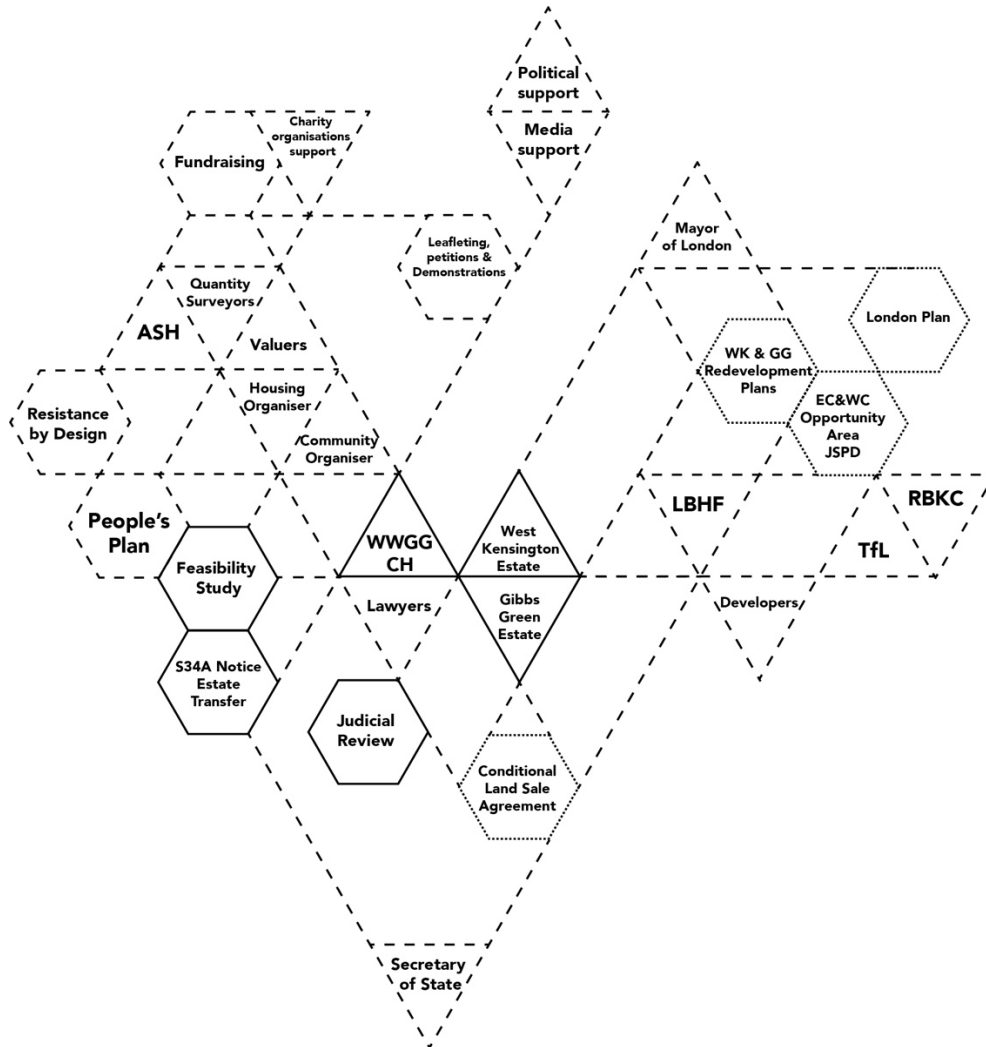 Political
support
Media
support
Charity
organisations
support
Fundraising
Leafleting,
petitions &
Demonstrations
Mayor
of London
Quantity
Surveyors
ASH
Valuers
London Plan
WK & GG
Redevelopment
Plans
Housing
Organiser
Resistance
by Design
EC&WC
Opportunity
Area
JSPD
Community
Organiser
People's
Plan
WWGG
CH
West
Kensington
Estate
LBHF
RBKC
TfL
Feasibility
Study
Lawyers
Gibbs
Green
Estate
Developers
S34A Notice
Estate
Transfer
Judicial
Review
Conditional
Land Sale
Agreement
Secretary
of State